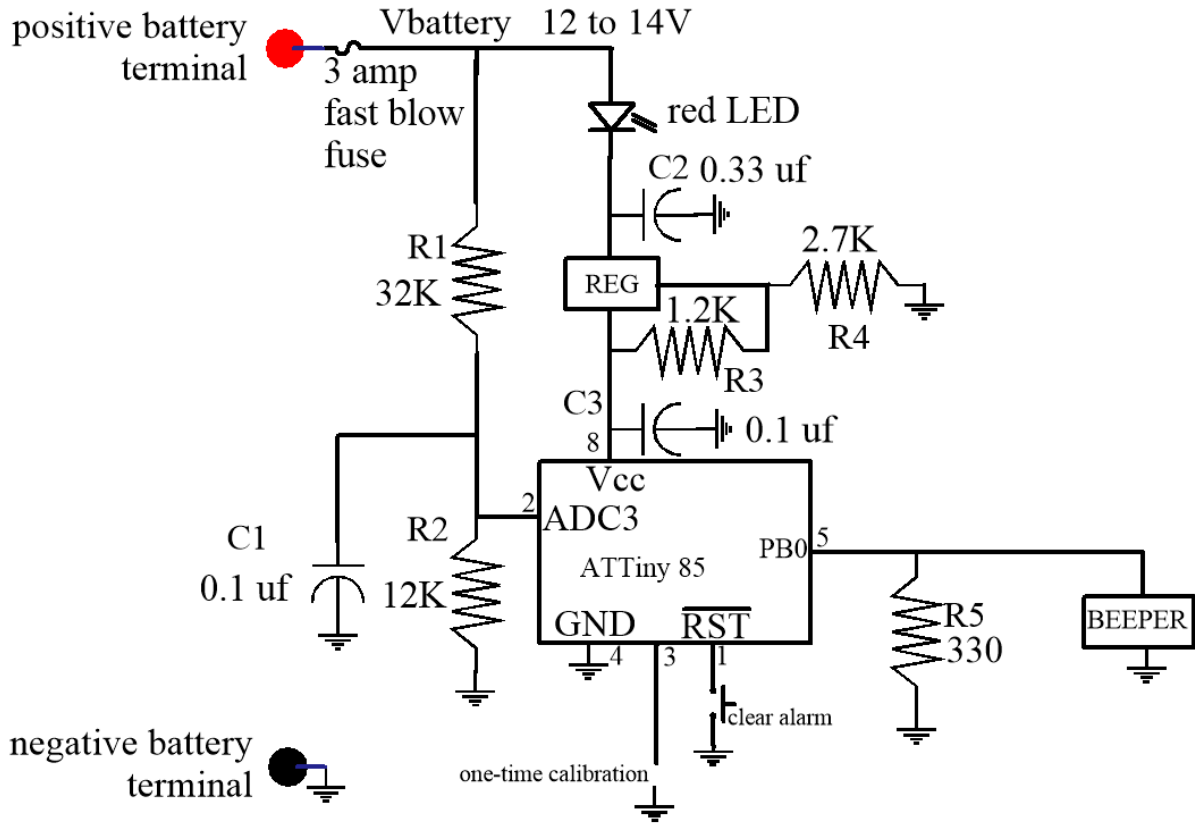 positive battery
terminal
Vbattery 12 to 14V
3 amp
fast blow
fuse
red LED
C2 0.33 uf
R1
32K
REG
2.7K
R4
1.2K
R3
C3
0.1 uf
8
Vcc
2
ADC3
ATTiny 85
PB0
5
GND
RST
4
3
1
C1
0.1 uf
R2
12K
R5
330
BEEPER
clear alarm
one-time calibration
negative battery
terminal